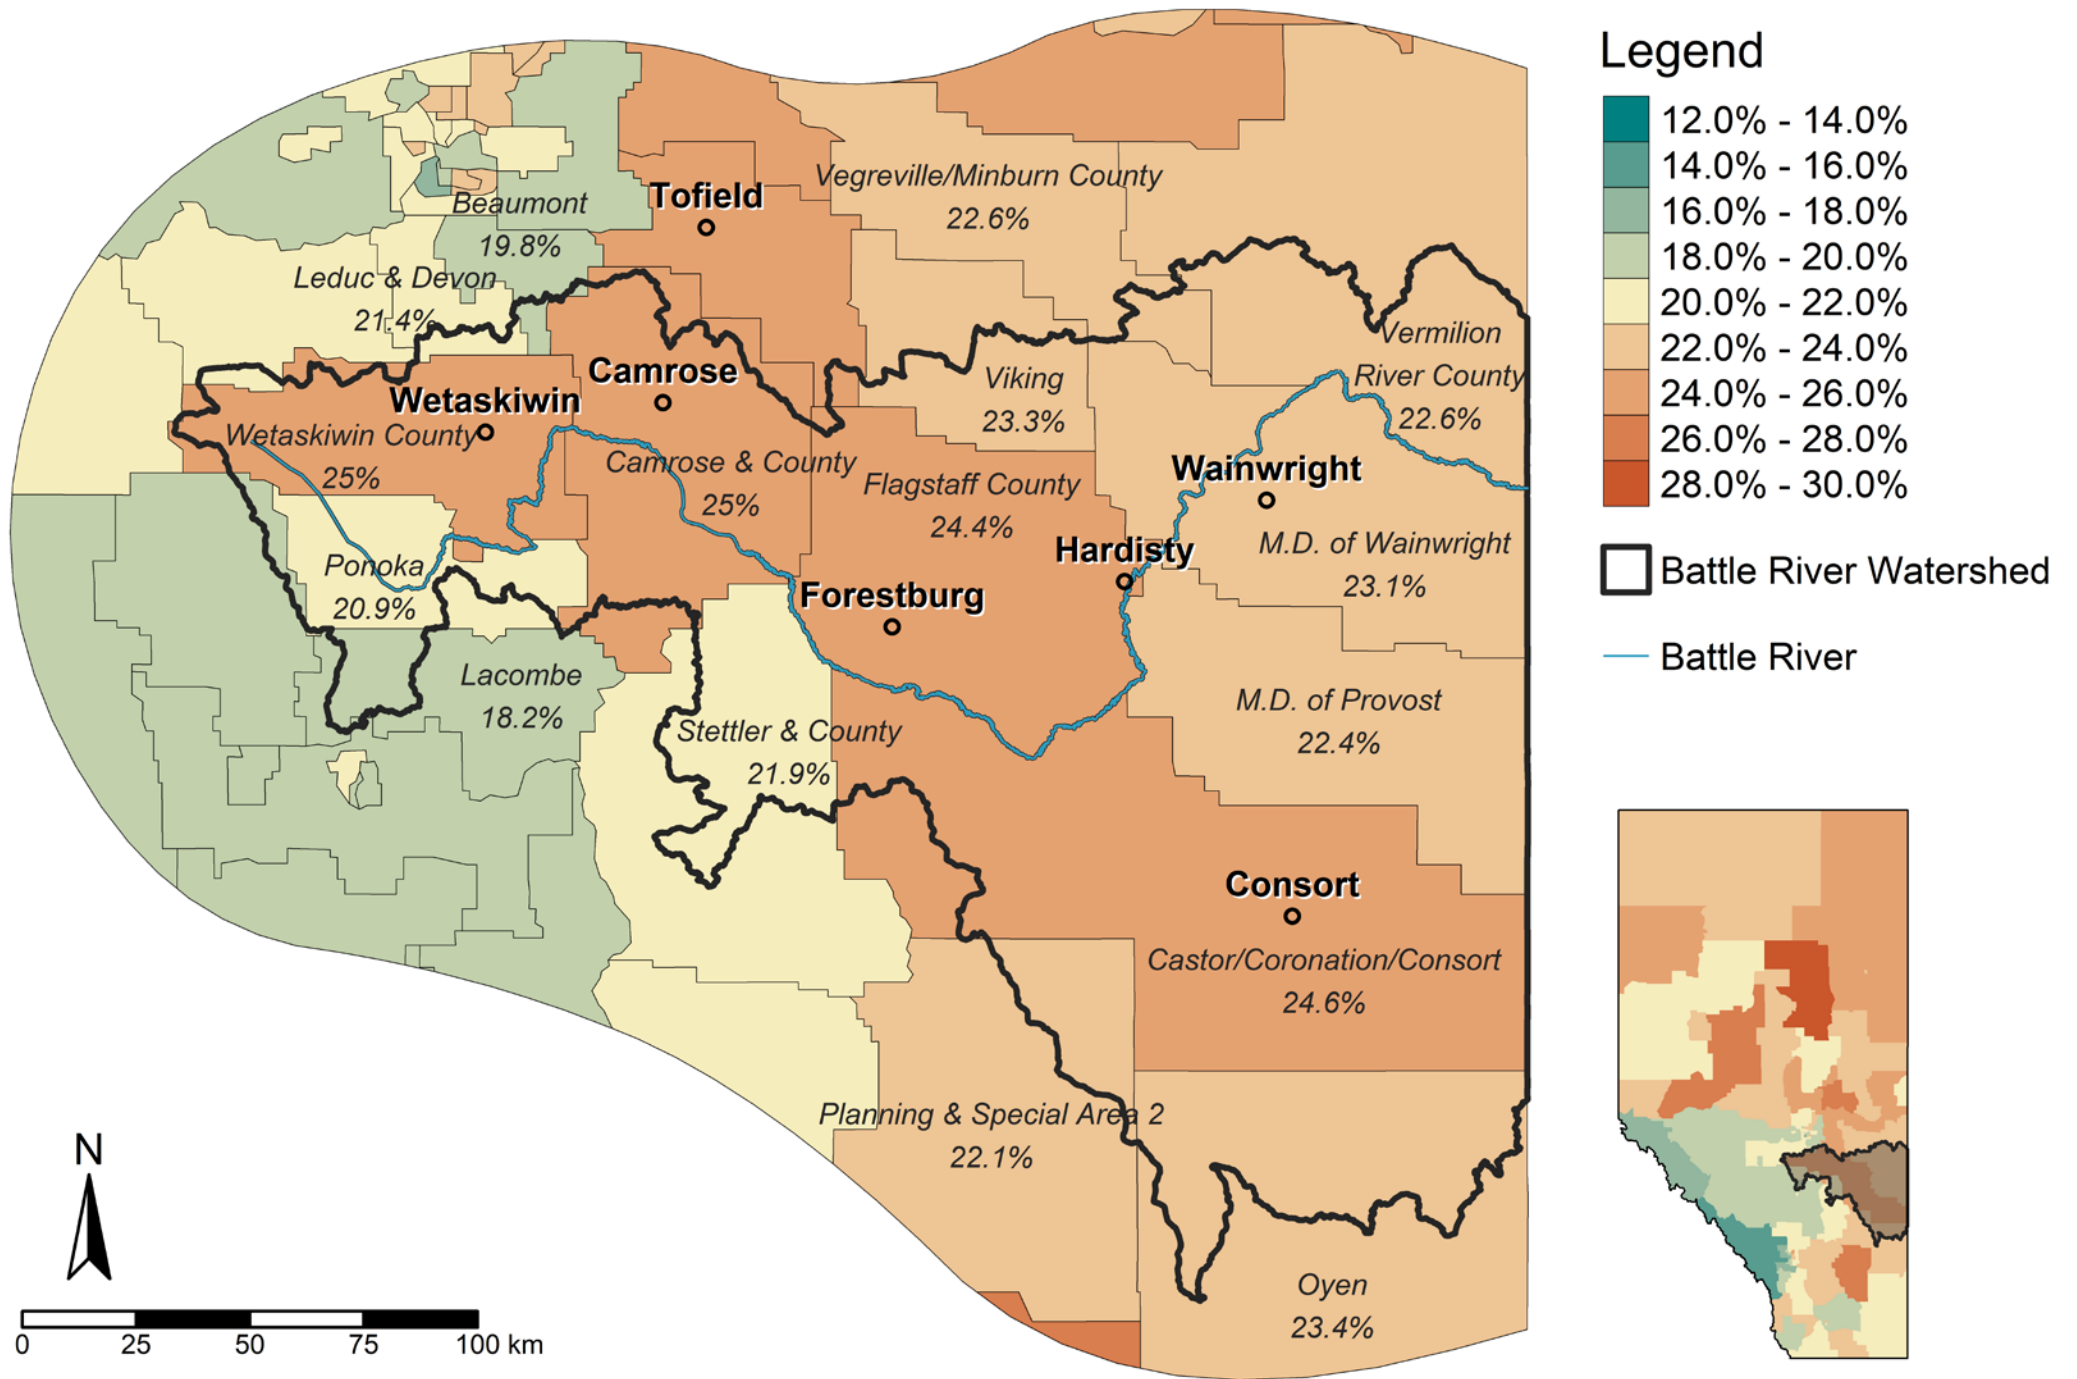 Legend
12.0% - 14.0%
14.0% - 16.0%
16.0% - 18.0%
18.0% - 20.0%
20.0% - 22.0%
22.0% - 24.0%
24.0% - 26.0%
26.0% - 28.0%
28.0% - 30.0%
Battle River Watershed
Battle River
Tofield
Vegreville/Minburn County
22.6%
Beaumont
19.8%
Leduc & Devon
21.4%
Vermilion
River County
22.6%
Camrose
Viking
23.3%
Wetaskiwin
Wetaskiwin County
25%
Camrose & County
25%
Flagstaff County
24.4%
Wainwright
M.D. of Wainwright
23.1%
Hardisty
Ponoka
20.9%
Forestburg
Lacombe
18.2%
Stettler & County
21.9%
M.D. of Provost
22.4%
Consort
Castor/Coronation/Consort
24.6%
Planning & Special Area 2
22.1%
Oyen
23.4%
N
0 25 50 75 100 km